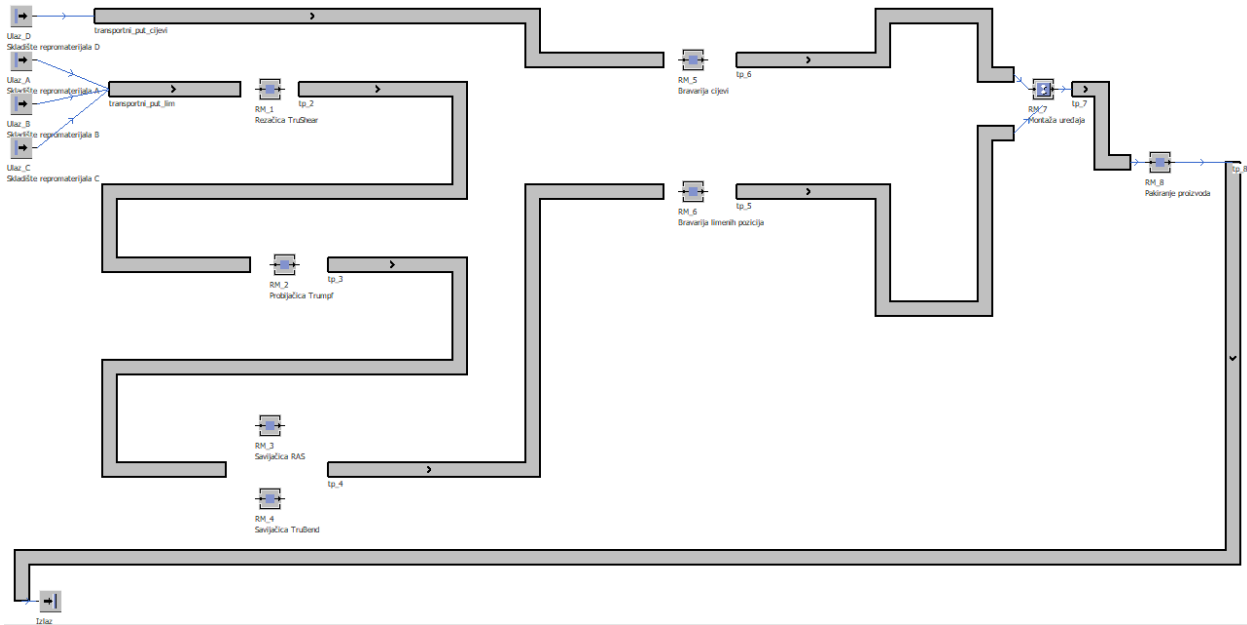 Ulaz_D
Skladište repromaterijala D
transportni_put_cijevi
Ulaz_A
Skladište repromaterijala A
Ulaz_B
Skladište repromaterijala B
Ulaz_C
Skladište repromaterijala C
transportni_put_lim
RM_1
Rezačica TruShear
tp_2
RM_5
Bravarija cijevi
tp_6
RM_7
Montaža uređaja
tp_7
RM_8
Pakiranje proizvoda
tp_8
RM_6
Bravarija limenih pozicija
tp_5
RM_2
Probijačica Trumpf
tp_3
RM_3
Savijačica RAS
tp_4
RM_4
Savijačica TruBend
Izlaz